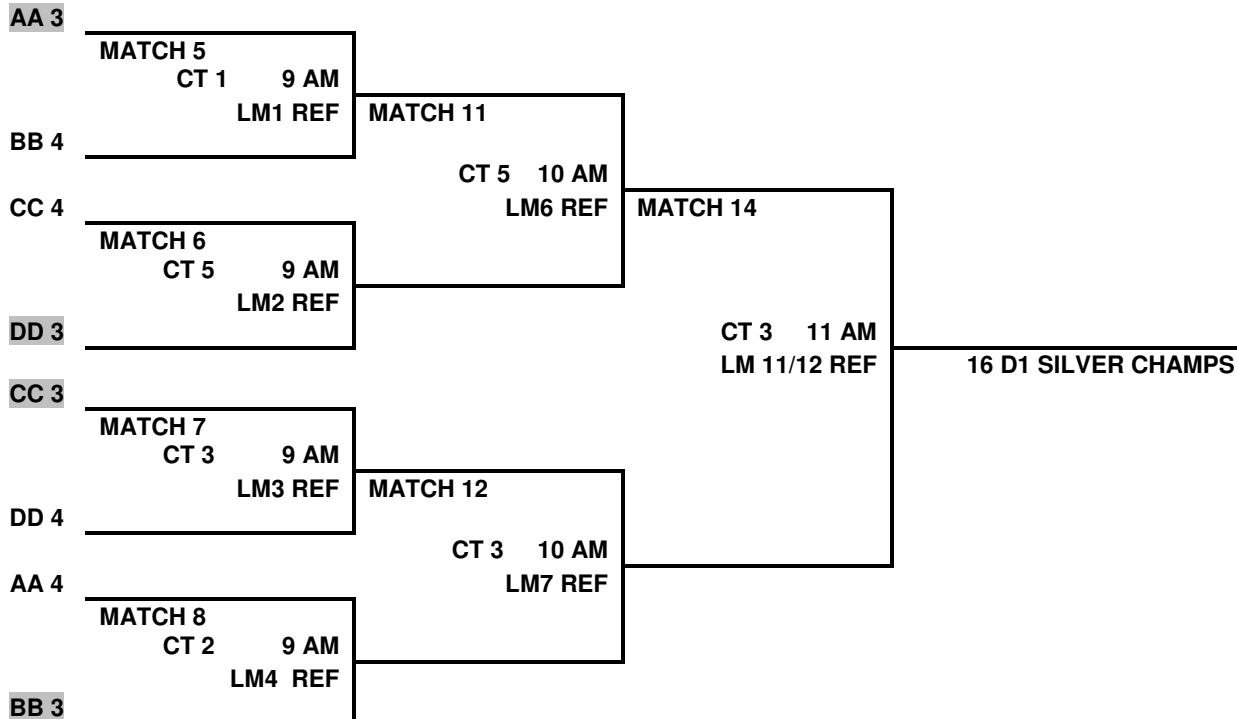 AA 3
MATCH 5
CT 1 9 AM
LM1 REF
MATCH 11
BB 4
CT 5 10 AM
CC 4
LM6 REF
MATCH 14
MATCH 6
CT 5 9 AM
LM2 REF
DD 3
CT 3 11 AM
LM 11/12 REF
16 D1 SILVER CHAMPS
CC 3
MATCH 7
CT 3 9 AM
LM3 REF
MATCH 12
DD 4
CT 3 10 AM
AA 4
LM7 REF
MATCH 8
CT 2 9 AM
LM4 REF
BB 3